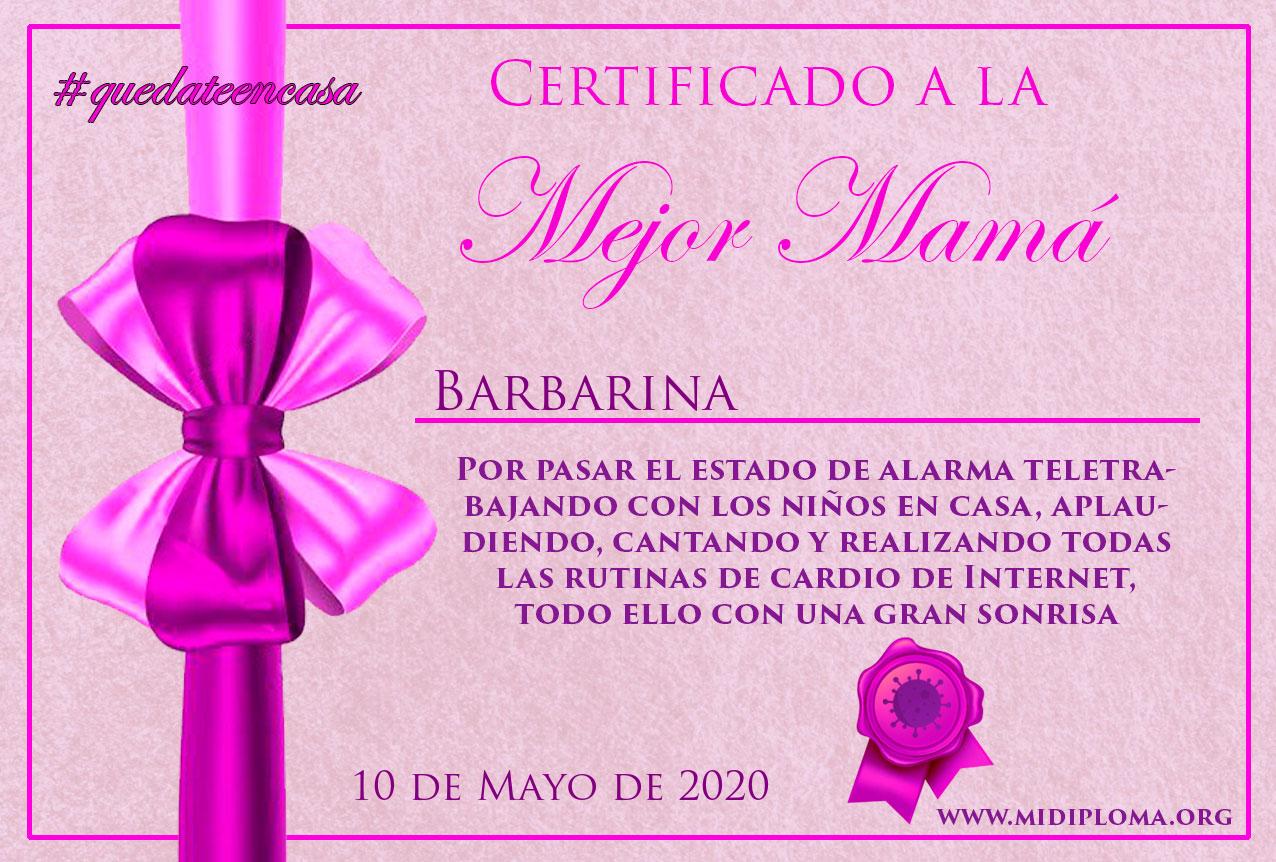 #quedateencasa
Certificado a la
Mejor Mamá
Barbarina
Por pasar el estado de alarma teletra-
bajando con los niños en casa, aplau-
diendo, cantando y realizando todas
las rutinas de cardio de Internet,
todo ello con una gran sonrisa
10 de Mayo de 2020
www.midiploma.org